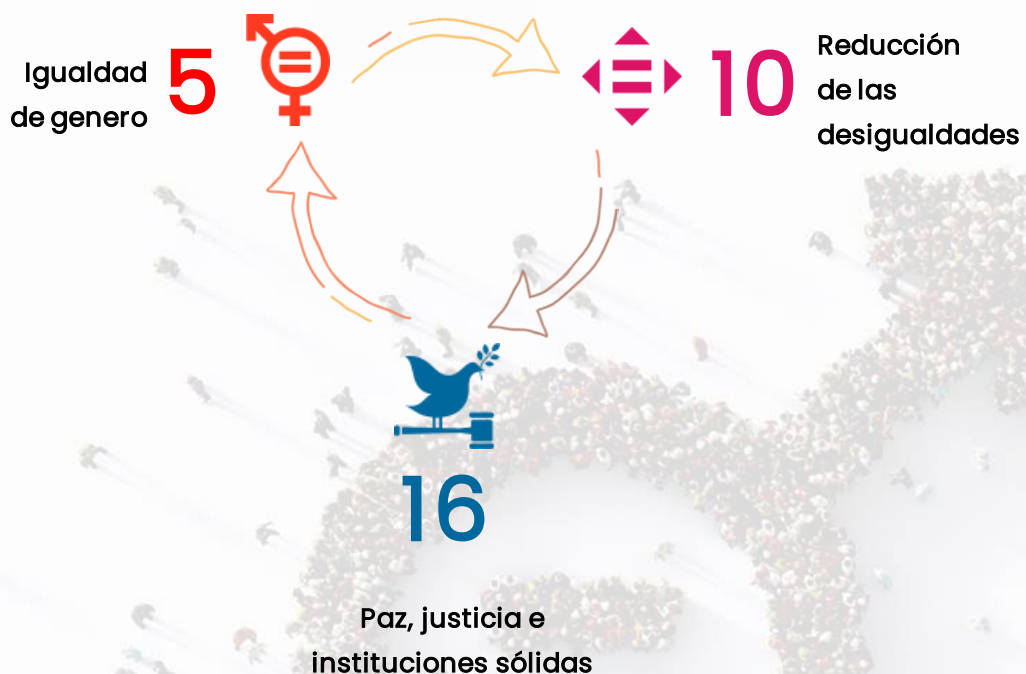 Igualdad
de genero
5
10
Reducción
de las
desigualdades
16
Paz, justicia e
instituciones sólidas